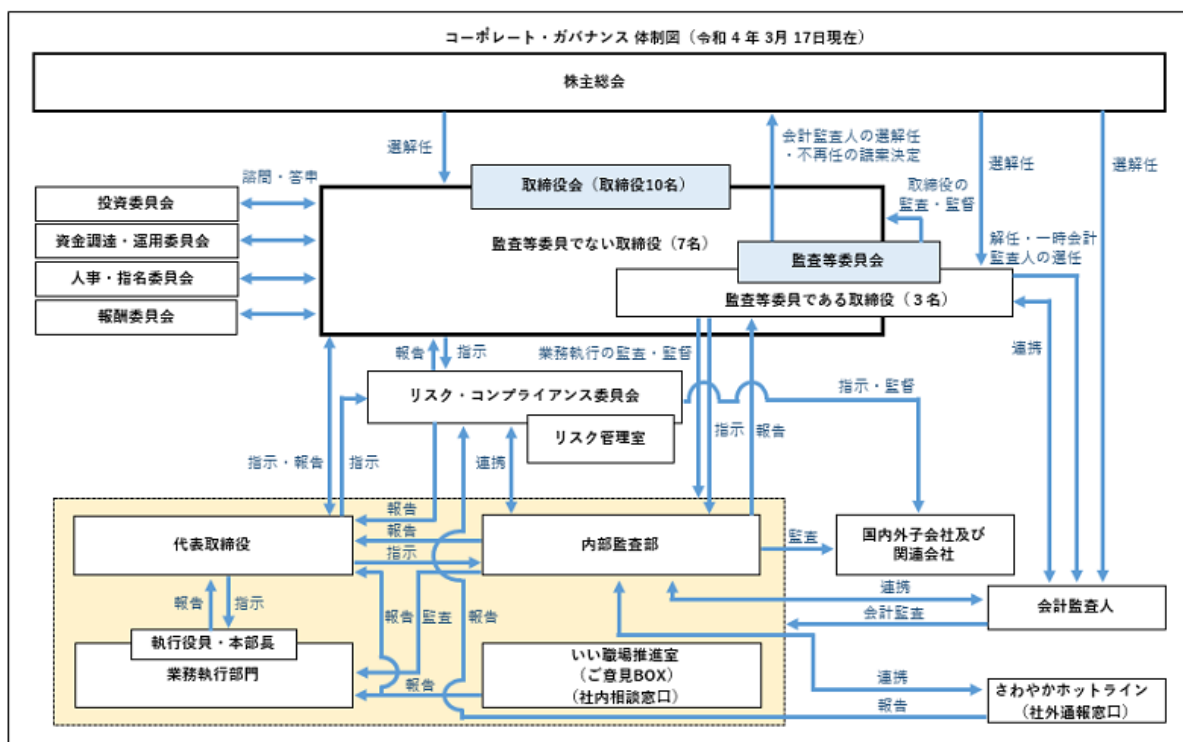 コーポレート・ガバナンス 体制図（令和４年 3月 17日現在）
株主総会
選解任
会計監査人の選解任
・不再任の議案決定
選解任
選解任
諮問・答申
取締役会（取締役10名）
取締役の
監査・監督
投資委員会
資金調達・運用委員会
人事・指名委員会
報酬委員会
監査等委員でない取締役（7名）
監査等委員会
監査等委員である取締役（３名）
解任・一時会計
監査人の選任
連携
報告
指示
業務執行の監査・監督
リスク・コンプライアンス委員会
リスク管理室
指示・監督
指示・報告
指示
連携
指示
報告
報告
代表取締役
報告
指示
内部監査部
監査
国内外子会社及び
関連会社
報告
指示
報告
監査
報告
連携
会計監査
会計監査人
執行役員・本部長
業務執行部門
報告
いい職場推進室
（ご意見BOX）
（社内相談窓口）
連携
報告
さわやかホットライン
（社外通報窓口）